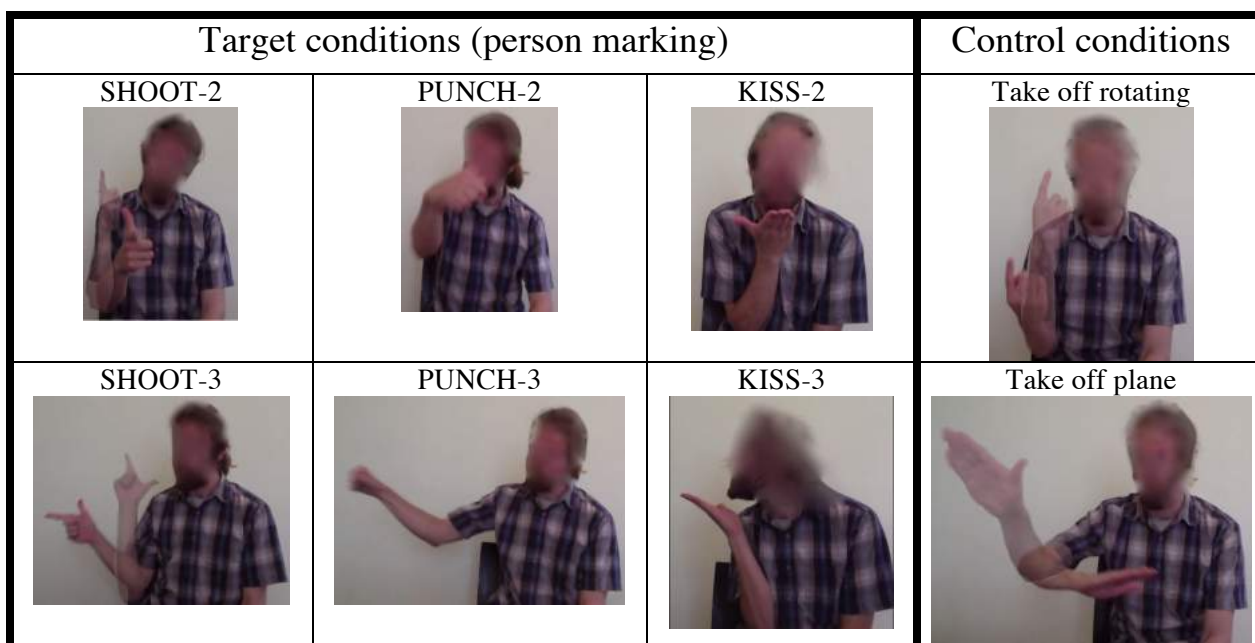 Target conditions (person marking)
Control conditions
SHOOT-2
PUNCH-2
KISS-2
Take off rotating
SHOOT-3
PUNCH-3
KISS-3
Take off plane